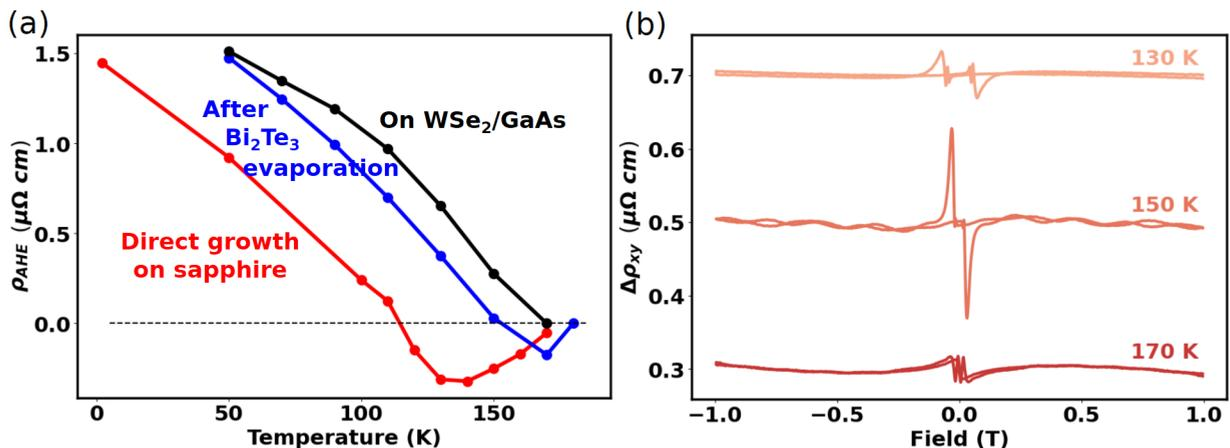 (a)
1.5
1.0
0.5
0.0
ρAHE (μΩ cm)
After
Bi2Te3
evaporation
On WSe2/GaAs
Direct growth
on sapphire
0 50 100 150
Temperature (K)
(b)
0.7
0.6
0.5
0.4
0.3
Δρxy (μΩ cm)
130 K
150 K
170 K
−1.0 −0.5 0.0 0.5 1.0
Field (T)